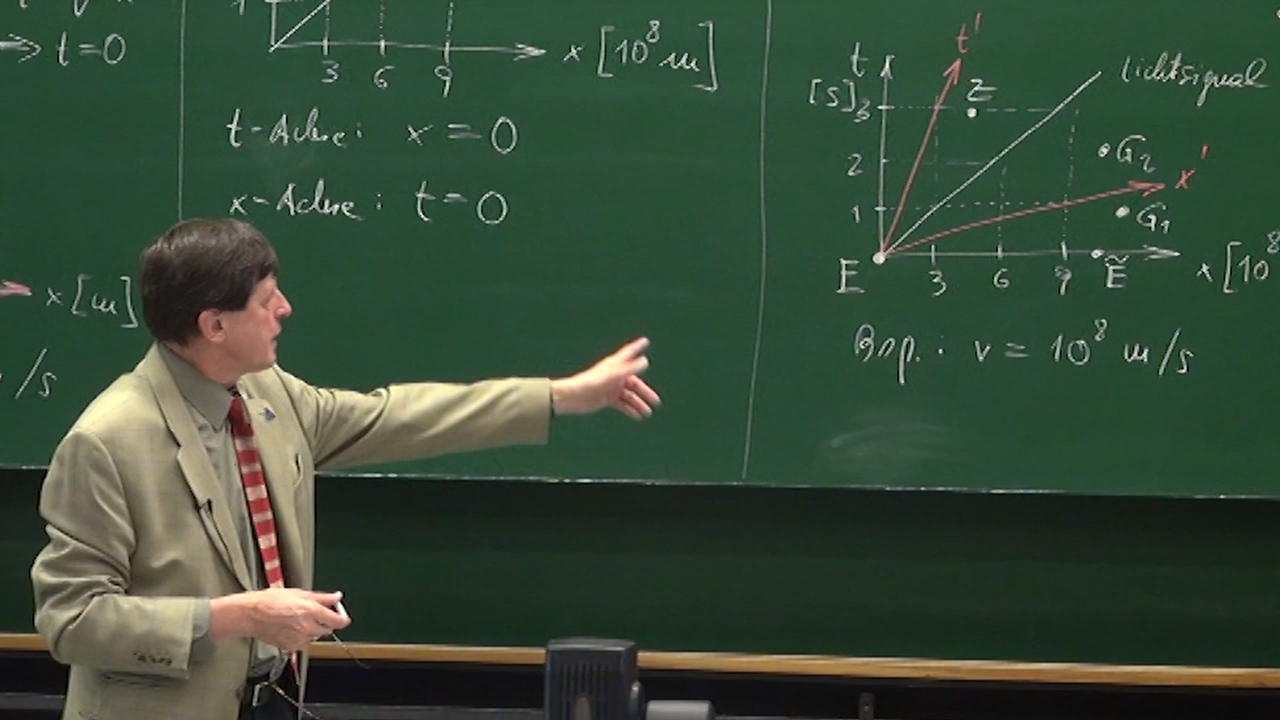 t=0
x [m]
/s
3 6 9
x [10⁸ m]
t-Achse: x = 0
x-Achse: t = 0
t
[s]
t'
Lichtsignal
3
Z
2
G₂
x'
1
G₁
E
3 6 9
Ẽ
x [10⁸
Bsp.: v = 10⁸ m/s